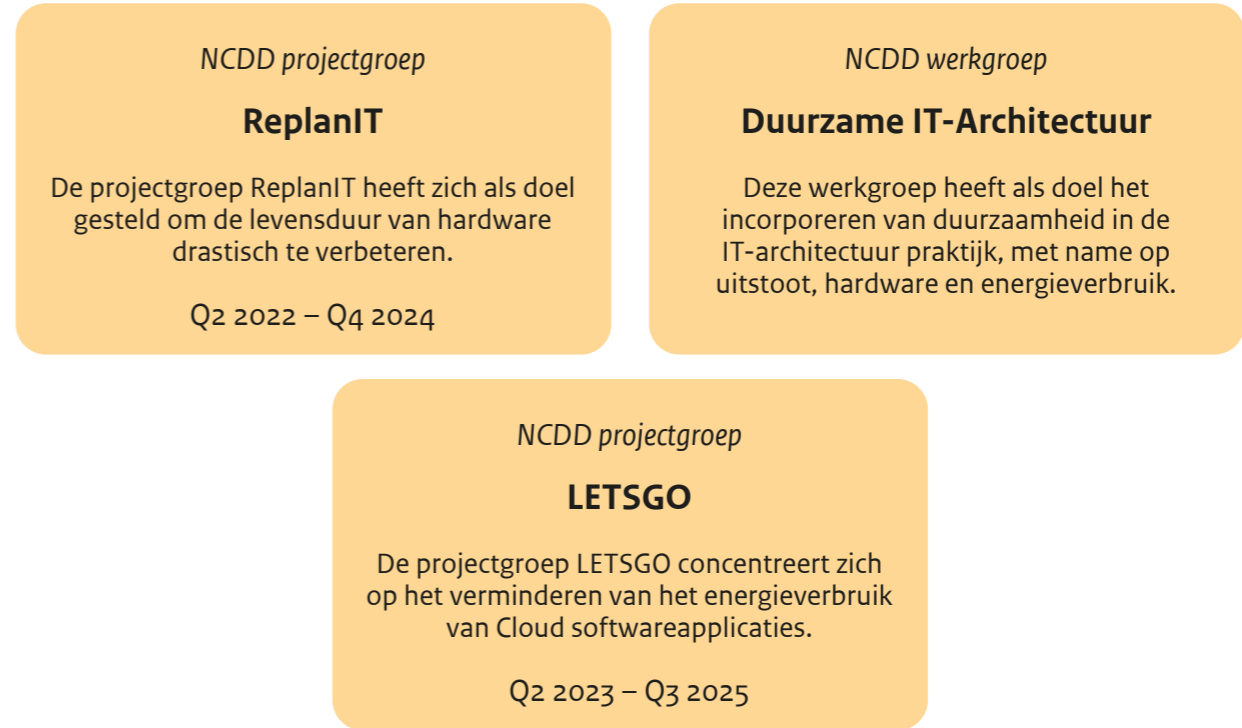 NCDD projectgroep
ReplanIT
De projectgroep ReplanIT heeft zich als doel
gesteld om de levensduur van hardware
drastisch te verbeteren.
Q2 2022 – Q4 2024
NCDD werkgroep
Duurzame IT-Architectuur
Deze werkgroep heeft als doel het
incorporeren van duurzaamheid in de
IT-architectuur praktijk, met name op
uitstoot, hardware en energieverbruik.
NCDD projectgroep
LETSGO
De projectgroep LETSGO concentreert zich
op het verminderen van het energieverbruik
van Cloud softwareapplicaties.
Q2 2023 – Q3 2025